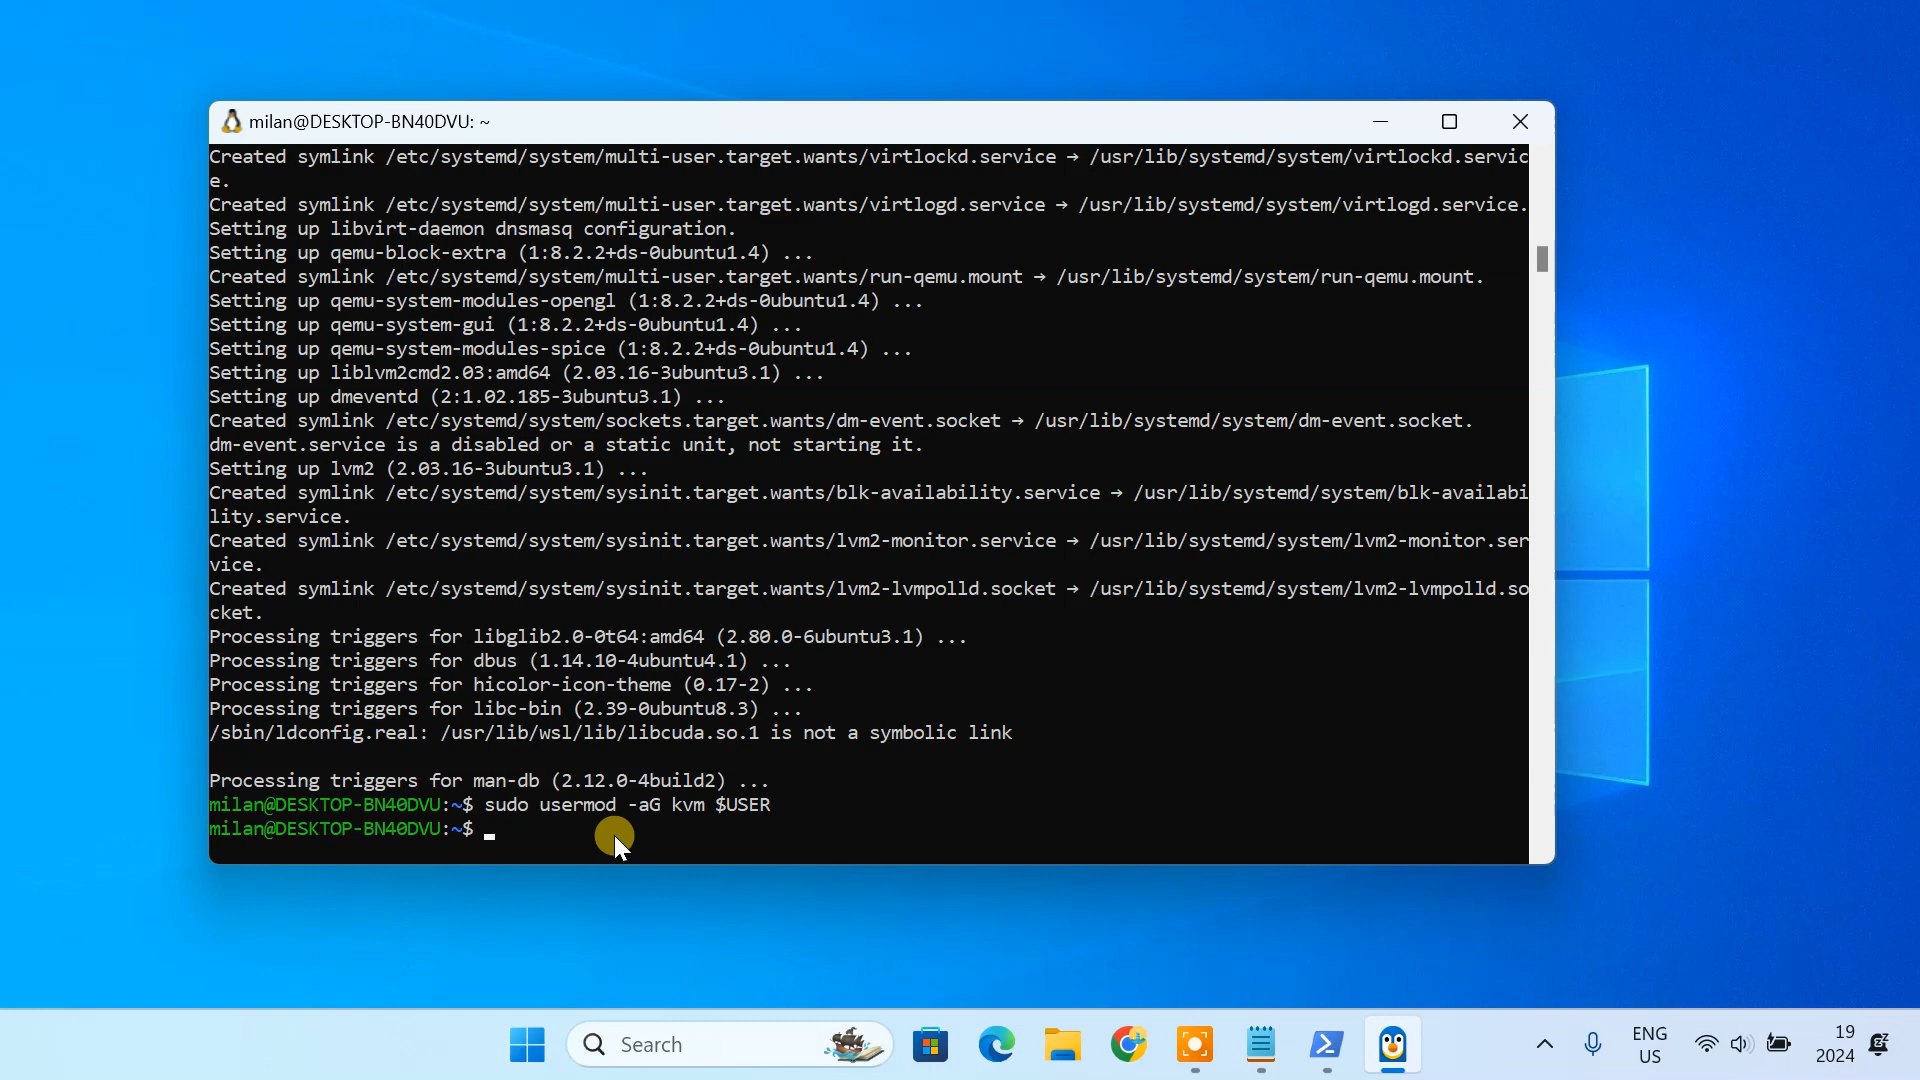 milan@DESKTOP-BN40DVU: ~
Created symlink /etc/systemd/system/multi-user.target.wants/virtlockd.service → /usr/lib/systemd/system/virtlockd.servic
e.
Created symlink /etc/systemd/system/multi-user.target.wants/virtlogd.service → /usr/lib/systemd/system/virtlogd.service.
Setting up libvirt-daemon dnsmasq configuration.
Setting up qemu-block-extra (1:8.2.2+ds-0ubuntu1.4) ...
Created symlink /etc/systemd/system/multi-user.target.wants/run-qemu.mount → /usr/lib/systemd/system/run-qemu.mount.
Setting up qemu-system-modules-opengl (1:8.2.2+ds-0ubuntu1.4) ...
Setting up qemu-system-gui (1:8.2.2+ds-0ubuntu1.4) ...
Setting up qemu-system-modules-spice (1:8.2.2+ds-0ubuntu1.4) ...
Setting up liblvm2cmd2.03:amd64 (2.03.16-3ubuntu3.1) ...
Setting up dmeventd (2:1.02.185-3ubuntu3.1) ...
Created symlink /etc/systemd/system/sockets.target.wants/dm-event.socket → /usr/lib/systemd/system/dm-event.socket.
dm-event.service is a disabled or a static unit, not starting it.
Setting up lvm2 (2.03.16-3ubuntu3.1) ...
Created symlink /etc/systemd/system/sysinit.target.wants/blk-availability.service → /usr/lib/systemd/system/blk-availabi
lity.service.
Created symlink /etc/systemd/system/sysinit.target.wants/lvm2-monitor.service → /usr/lib/systemd/system/lvm2-monitor.ser
vice.
Created symlink /etc/systemd/system/sysinit.target.wants/lvm2-lvmpolld.socket → /usr/lib/systemd/system/lvm2-lvmpolld.so
cket.
Processing triggers for libglib2.0-0t64:amd64 (2.80.0-6ubuntu3.1) ...
Processing triggers for dbus (1.14.10-4ubuntu4.1) ...
Processing triggers for hicolor-icon-theme (0.17-2) ...
Processing triggers for libc-bin (2.39-0ubuntu8.3) ...
/sbin/ldconfig.real: /usr/lib/wsl/lib/libcuda.so.1 is not a symbolic link
Processing triggers for man-db (2.12.0-4build2) ...
milan@DESKTOP-BN40DVU:~$ sudo usermod -aG kvm $USER
milan@DESKTOP-BN40DVU:~$
Search
ENG
US
19
2024